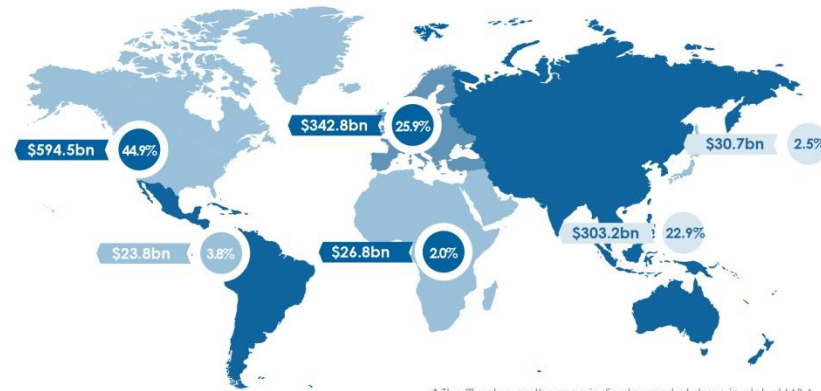 $342.8bn 25.9%
$594.5bn 44.9%
$30.7bn 2.5%
$303.2bn 22.9%
$23.8bn 3.8%
$26.8bn 2.0%